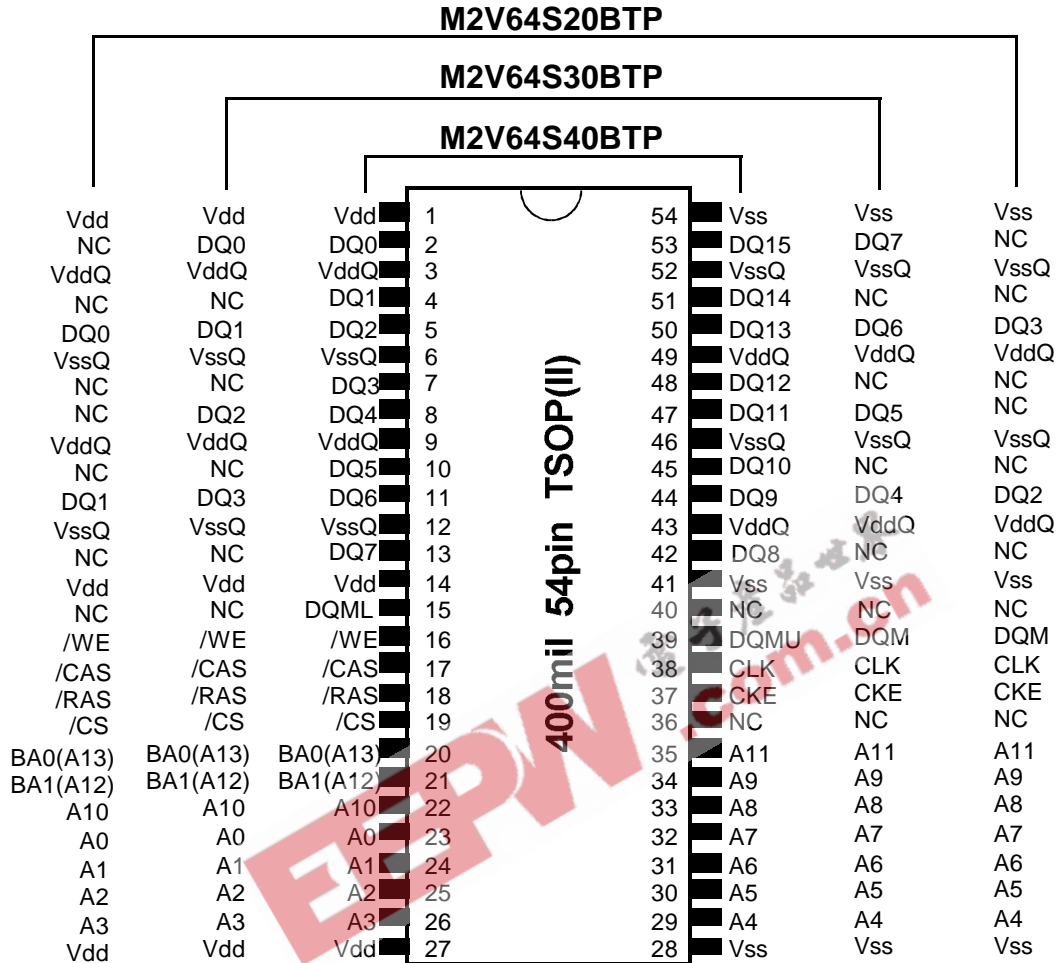 M2V64S20BTP
M2V64S30BTP
M2V64S40BTP
Vdd Vdd Vdd 1 54 Vss Vss Vss
NC DQ0 DQ0 2 53 DQ15 DQ7 NC
VddQ VddQ VddQ 3 52 VssQ VssQ VssQ
NC NC DQ1 4 51 DQ14 NC NC
DQ0 DQ1 DQ2 5 50 DQ13 DQ6 DQ3
VssQ VssQ VssQ 6 49 VddQ VddQ VddQ
NC NC DQ3 7 48 DQ12 NC NC
NC DQ2 DQ4 8 47 DQ11 DQ5 NC
VddQ VddQ VddQ 9 46 VssQ VssQ VssQ
NC NC DQ5 10 45 DQ10 NC NC
DQ1 DQ3 DQ6 11 44 DQ9 DQ4 DQ2
VssQ VssQ VssQ 12 43 VddQ VddQ VddQ
NC NC DQ7 13 42 DQ8 NC NC
Vdd Vdd Vdd 14 41 Vss Vss Vss
NC NC DQML 15 40 NC NC NC
/WE /WE /WE 16 39 DQMU DQM DQM
/CAS /CAS /CAS 17 38 CLK CLK CLK
/RAS /RAS /RAS 18 37 CKE CKE CKE
/CS /CS /CS 19 36 NC NC NC
BA0(A13) BA0(A13) BA0(A13) 20 35 A11 A11 A11
BA1(A12) BA1(A12) BA1(A12) 21 34 A9 A9 A9
A10 A10 A10 22 33 A8 A8 A8
A0 A0 A0 23 32 A7 A7 A7
A1 A1 A1 24 31 A6 A6 A6
A2 A2 A2 25 30 A5 A5 A5
A3 A3 A3 26 29 A4 A4 A4
Vdd Vdd Vdd 27 28 Vss Vss Vss
400mil 54pin TSOP(II)
EEPW.com.cn